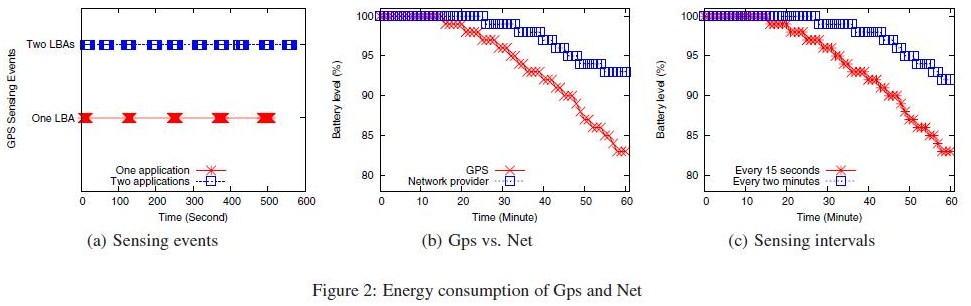 GPS Sensing Events
Two LBAs
One LBA
One application
Two applications
0 100 200 300 400 500 600
Time (Second)
(a) Sensing events
Battery level (%)
100
95
90
85
80
GPS
Network provider
0 10 20 30 40 50 60
Time (Minute)
(b) Gps vs. Net
Battery level (%)
100
95
90
85
80
Every 15 seconds
Every two minutes
0 10 20 30 40 50 60
Time (Minute)
(c) Sensing intervals
Figure 2: Energy consumption of Gps and Net